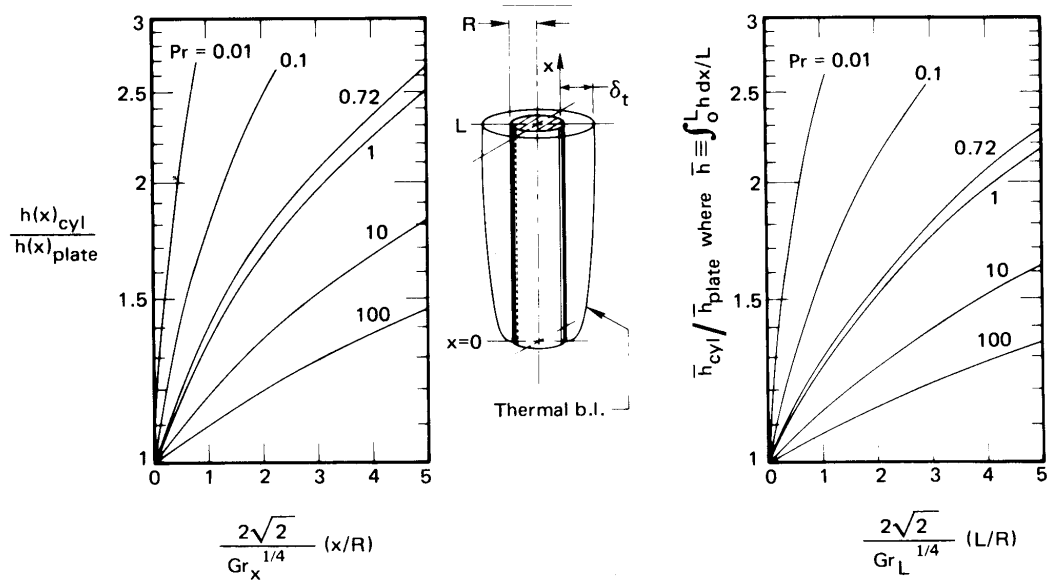 3
2.5
2
1.5
1
h(x)cyl
h(x)plate
Pr = 0.01
0.1
0.72
1
10
100
0 1 2 3 4 5
2√2 / Gr_x^1/4 (x/R)
R
x
δt
L
x=0
Thermal b.l.
3
2.5
2
1.5
1
h̄cyl/h̄plate where h̄ ≡ ∫₀ᴸ h dx/L
Pr = 0.01
0.1
0.72
1
10
100
0 1 2 3 4 5
2√2 / Gr_L^1/4 (L/R)